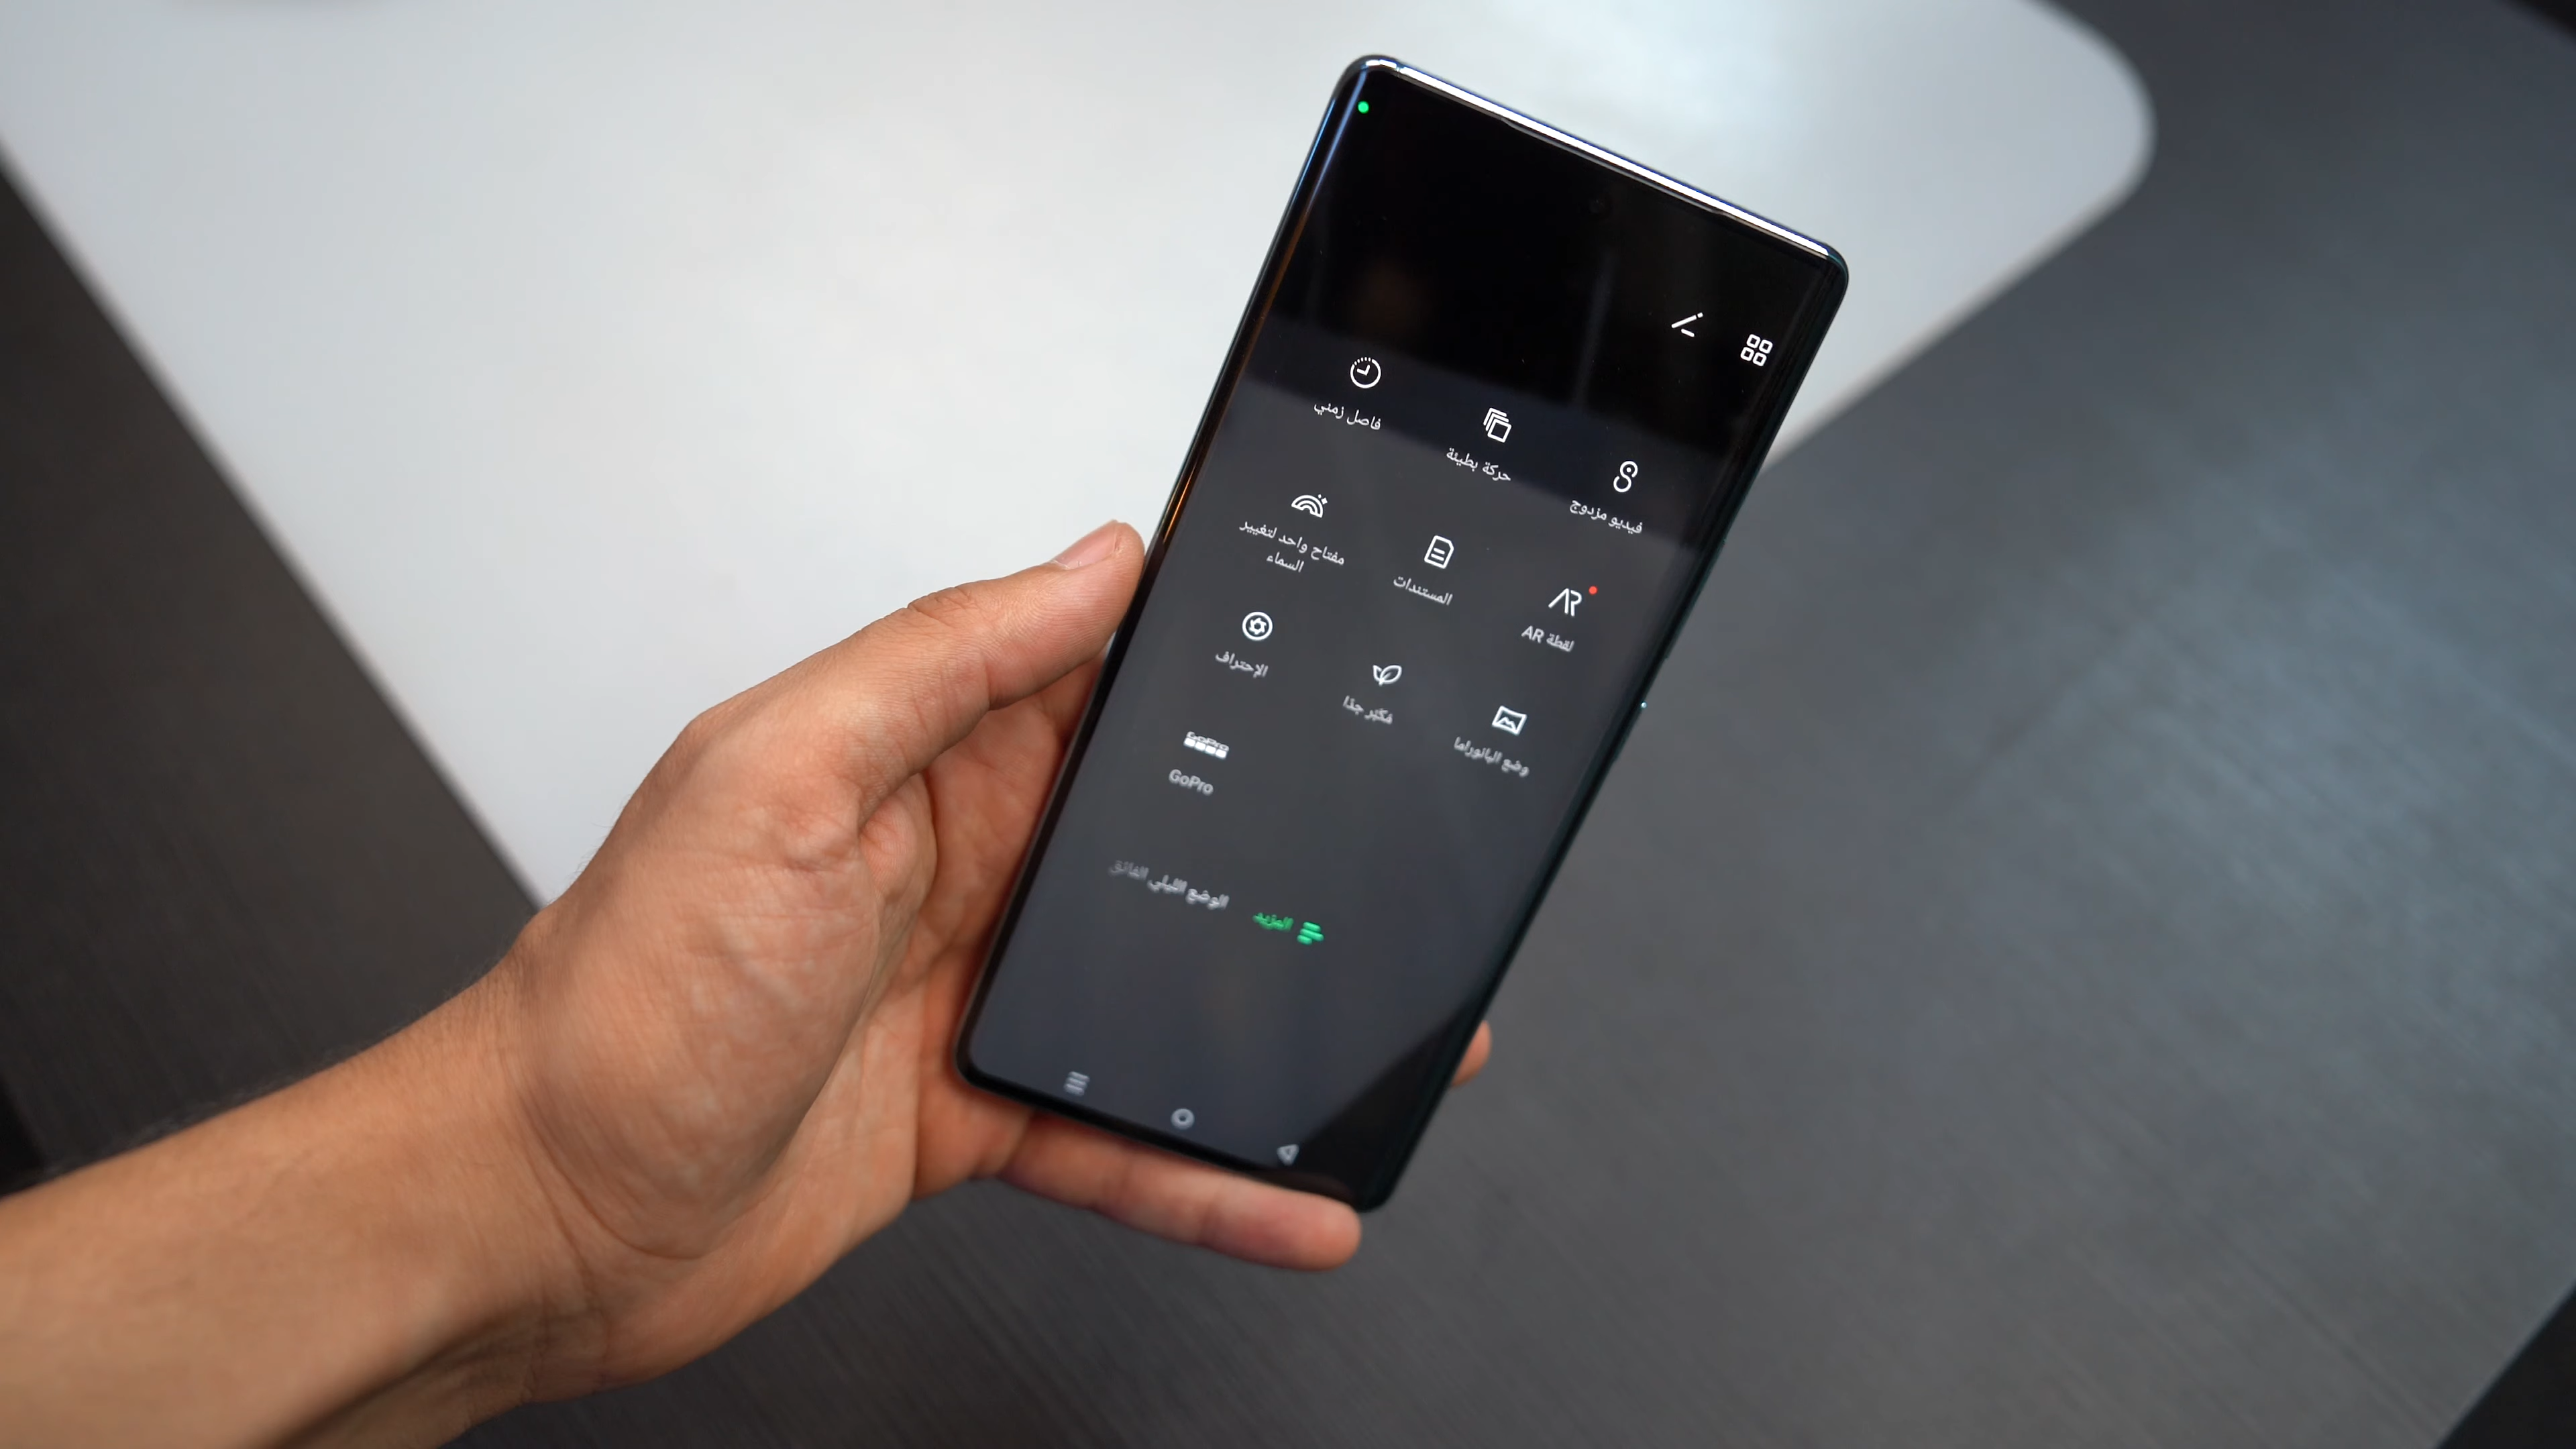 فيديو مزدوج
حركة بطيئة
فاصل زمني
لقطة AR
المستندات
مفتاح واحد لتغيير
السماء
وضع البانوراما
مُكبّر جدًا
الإحتراف
GoPro
GoPro
المزيد
الوضع الليلي الفائق